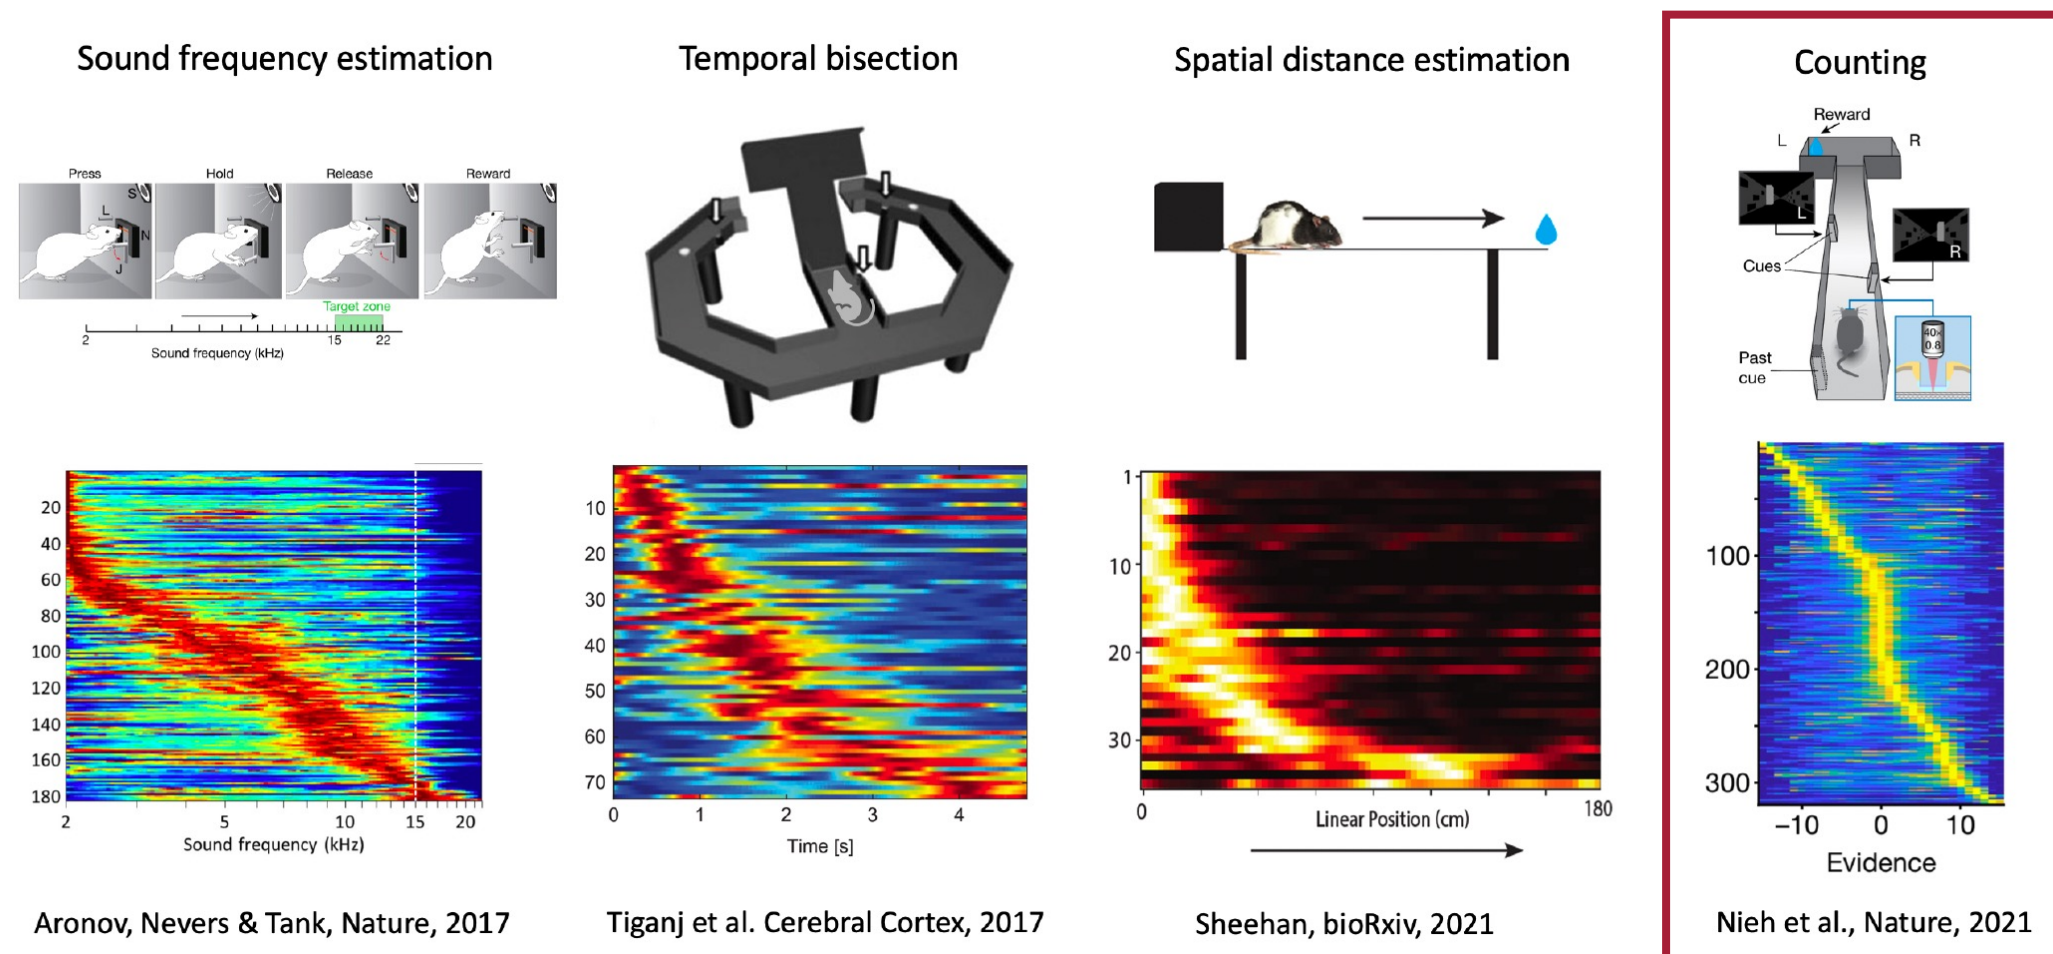 Sound frequency estimation
Press
Hold
Release
Reward
S
L
N
J
Target zone
2
15
22
Sound frequency (kHz)
20
40
60
80
100
120
140
160
180
2
5
10
15
20
Sound frequency (kHz)
Aronov, Nevers & Tank, Nature, 2017
Temporal bisection
10
20
30
40
50
60
70
0
1
2
3
4
Time [s]
Tiganj et al. Cerebral Cortex, 2017
Spatial distance estimation
1
10
20
30
0
Linear Position (cm)
180
Sheehan, bioRxiv, 2021
Counting
Reward
L
R
L
R
Cues
Past
cue
40×
0.8
100
200
300
−10
0
10
Evidence
Nieh et al., Nature, 2021